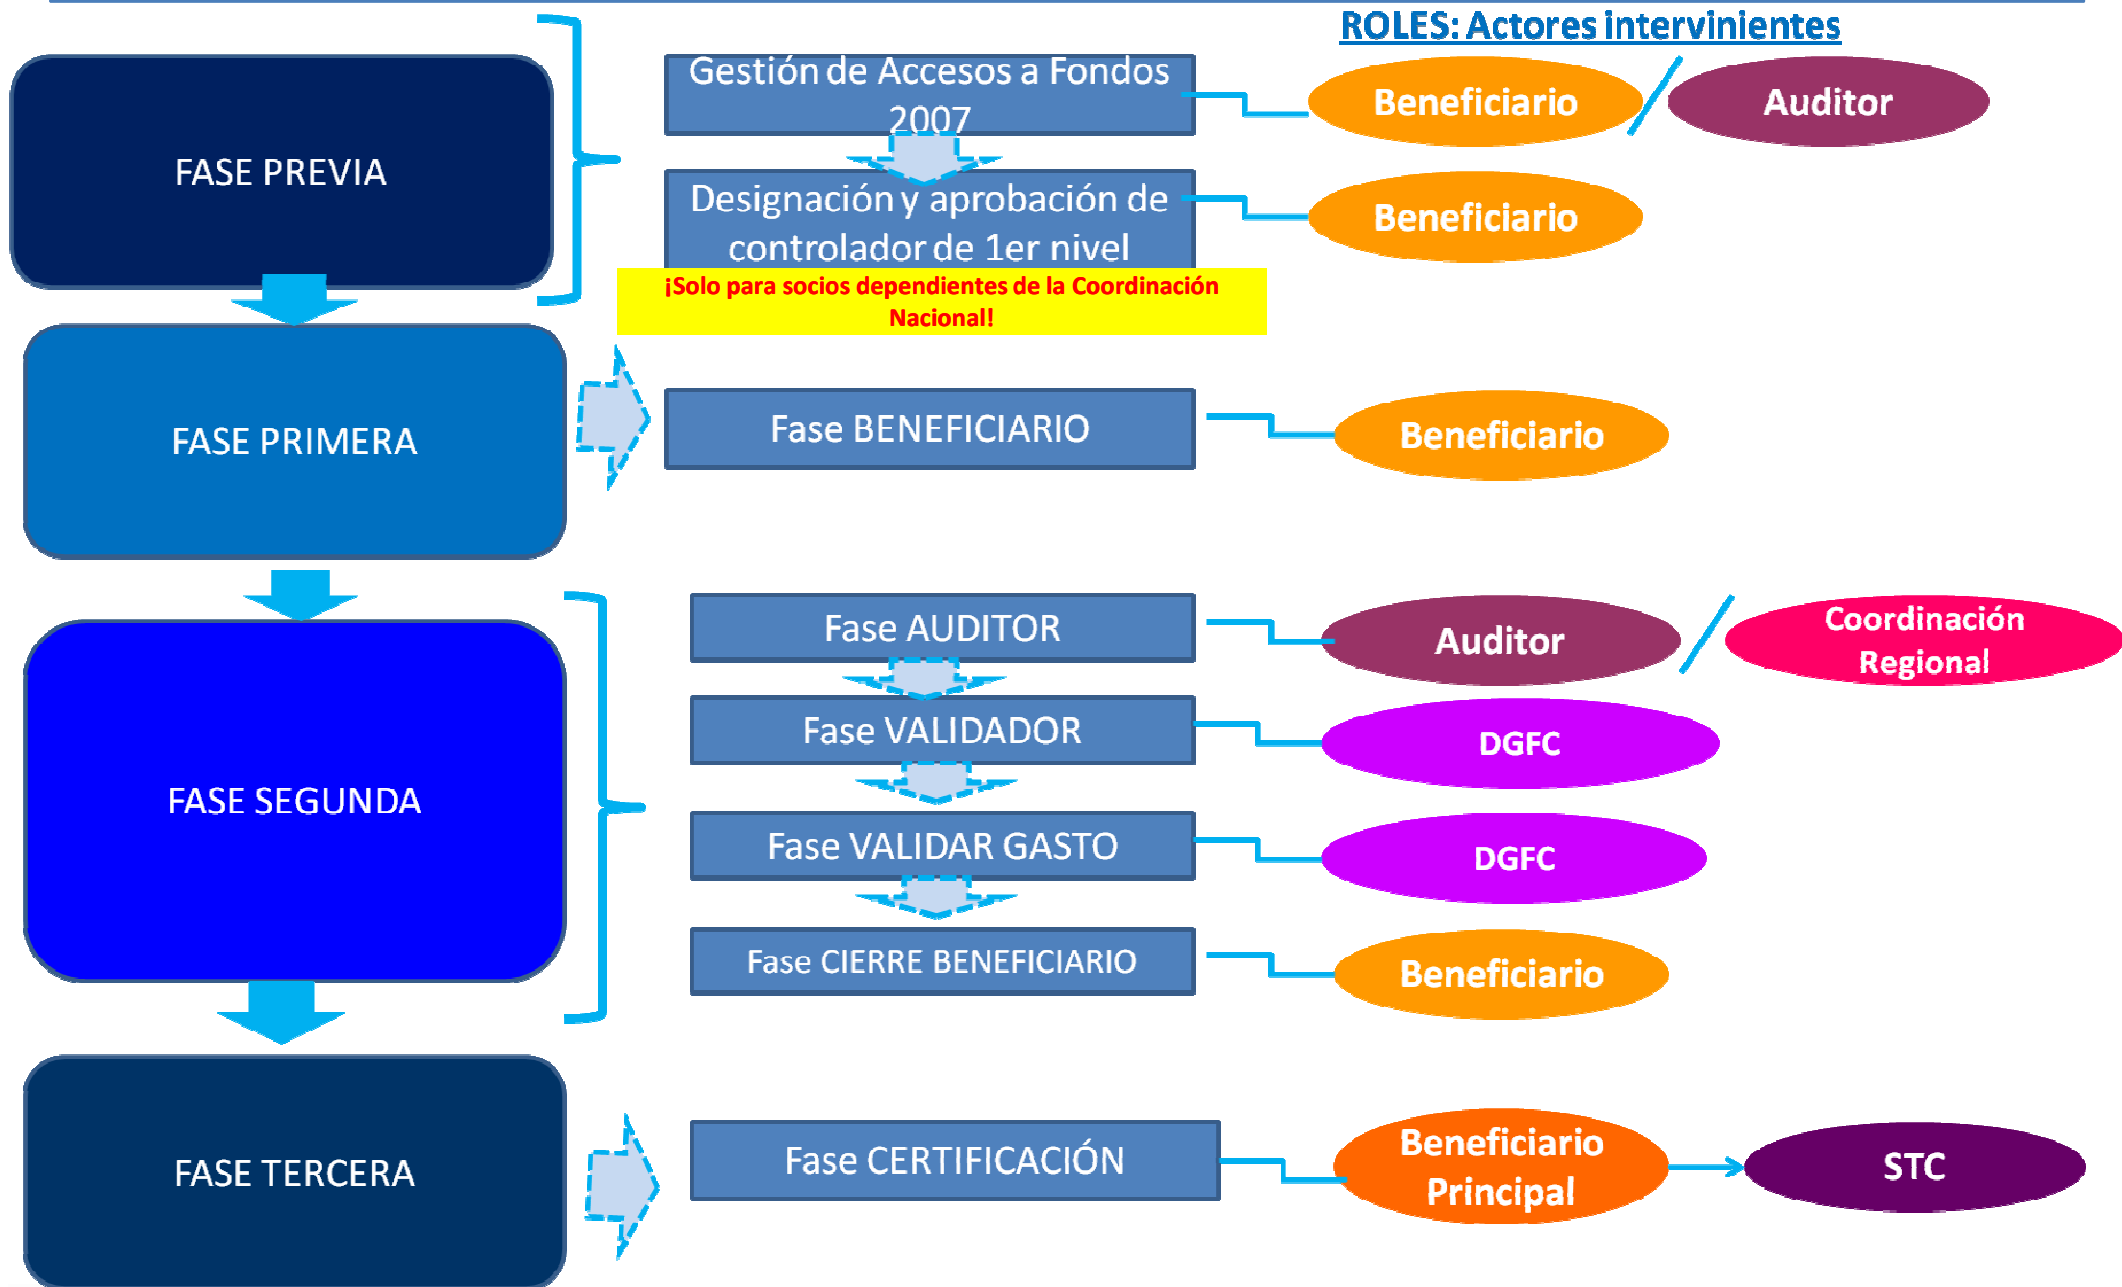 ROLES: Actores intervinientes
FASE PREVIA
Gestión de Accesos a Fondos
2007
Beneficiario
Auditor
Designación y aprobación de
controlador de 1er nivel
Beneficiario
¡Solo para socios dependientes de la Coordinación
Nacional!
FASE PRIMERA
Fase BENEFICIARIO
Beneficiario
FASE SEGUNDA
Fase AUDITOR
Auditor
Coordinación
Regional
Fase VALIDADOR
DGFC
Fase VALIDAR GASTO
DGFC
Fase CIERRE BENEFICIARIO
Beneficiario
FASE TERCERA
Fase CERTIFICACIÓN
Beneficiario
Principal
STC